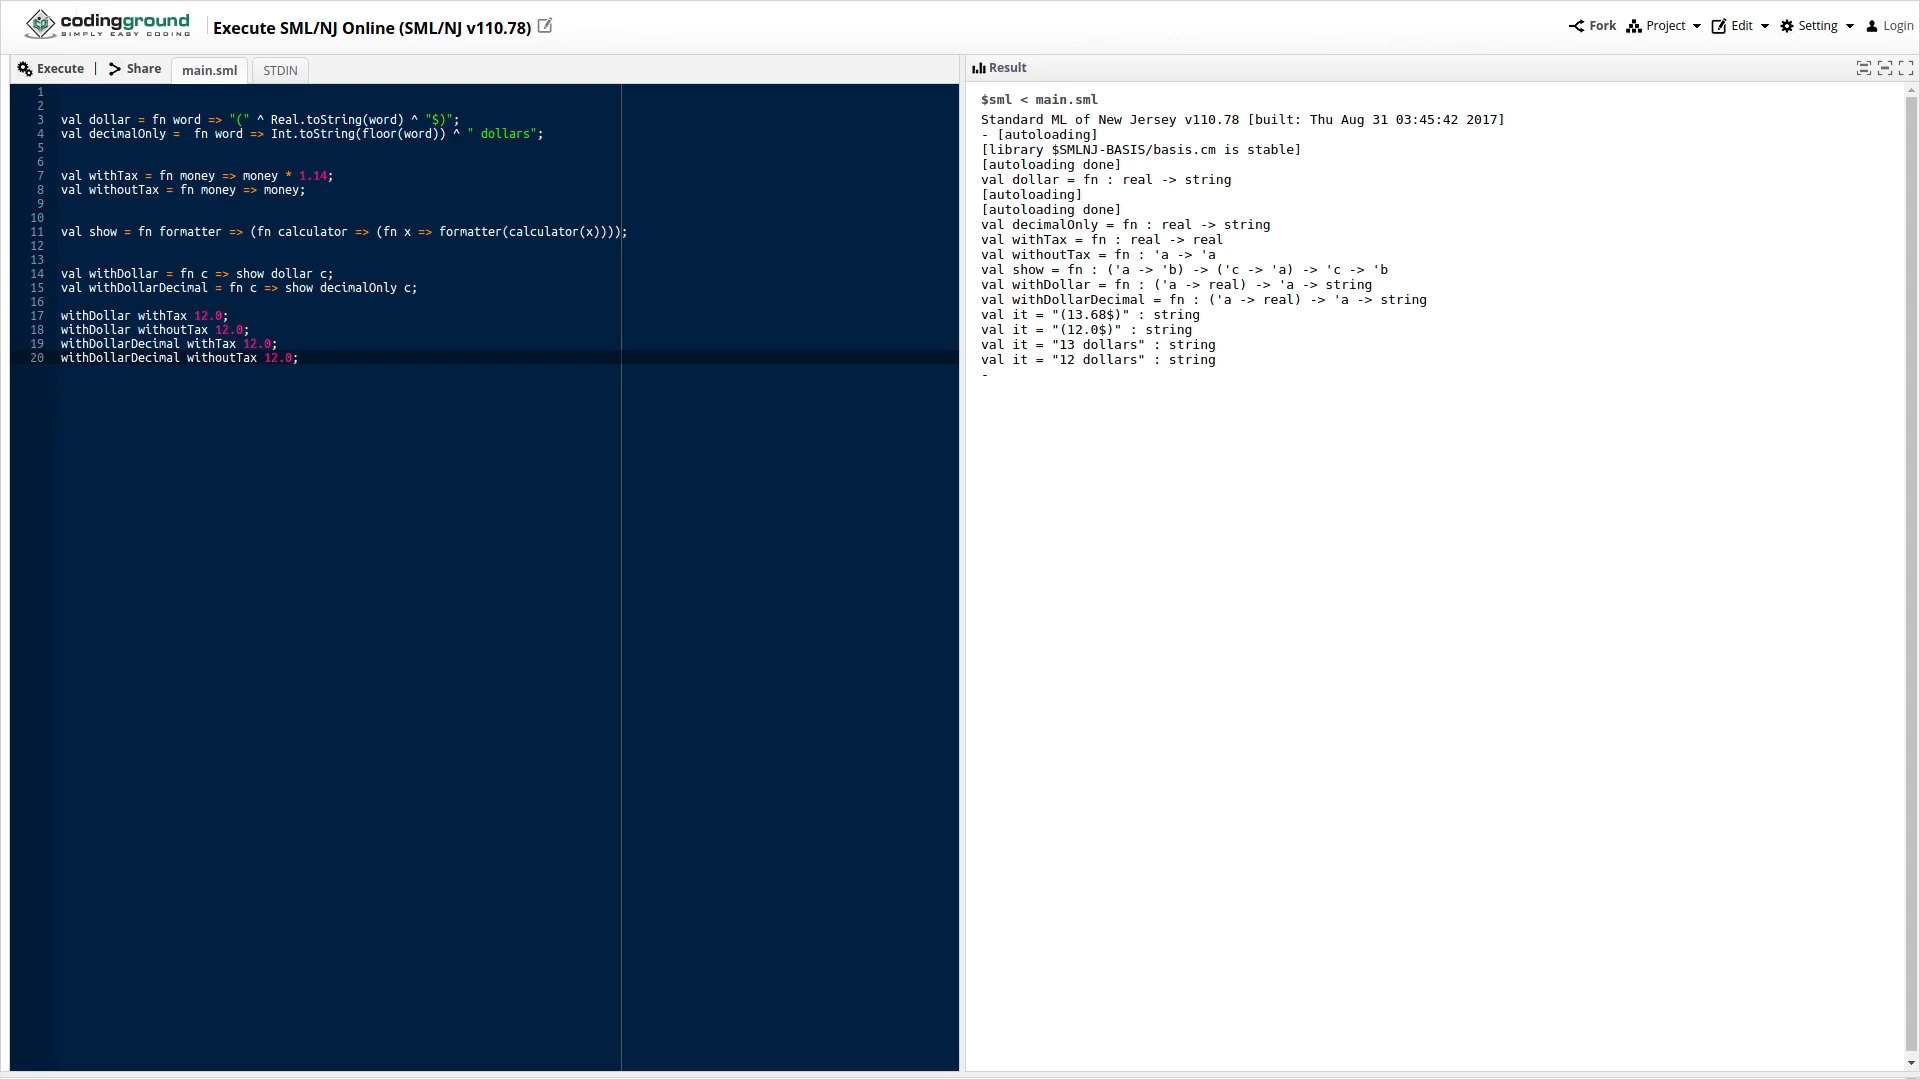 codingground
SIMPLY EASY CODING
Execute SML/NJ Online (SML/NJ v110.78)
Fork Project Edit Setting Login
Execute | Share main.sml STDIN
1
2
3 val dollar = fn word => "(" ^ Real.toString(word) ^ "$)";
4 val decimalOnly =  fn word => Int.toString(floor(word)) ^ " dollars";
5
6
7 val withTax = fn money => money * 1.14;
8 val withoutTax = fn money => money;
9
10
11 val show = fn formatter => (fn calculator => (fn x => formatter(calculator(x))));
12
13
14 val withDollar = fn c => show dollar c;
15 val withDollarDecimal = fn c => show decimalOnly c;
16
17 withDollar withTax 12.0;
18 withDollar withoutTax 12.0;
19 withDollarDecimal withTax 12.0;
20 withDollarDecimal withoutTax 12.0;
Result
$sml < main.sml
Standard ML of New Jersey v110.78 [built: Thu Aug 31 03:45:42 2017]
- [autoloading]
[library $SMLNJ-BASIS/basis.cm is stable]
[autoloading done]
val dollar = fn : real -> string
[autoloading]
[autoloading done]
val decimalOnly = fn : real -> string
val withTax = fn : real -> real
val withoutTax = fn : 'a -> 'a
val show = fn : ('a -> 'b) -> ('c -> 'a) -> 'c -> 'b
val withDollar = fn : ('a -> real) -> 'a -> string
val withDollarDecimal = fn : ('a -> real) -> 'a -> string
val it = "(13.68$)" : string
val it = "(12.0$)" : string
val it = "13 dollars" : string
val it = "12 dollars" : string
-